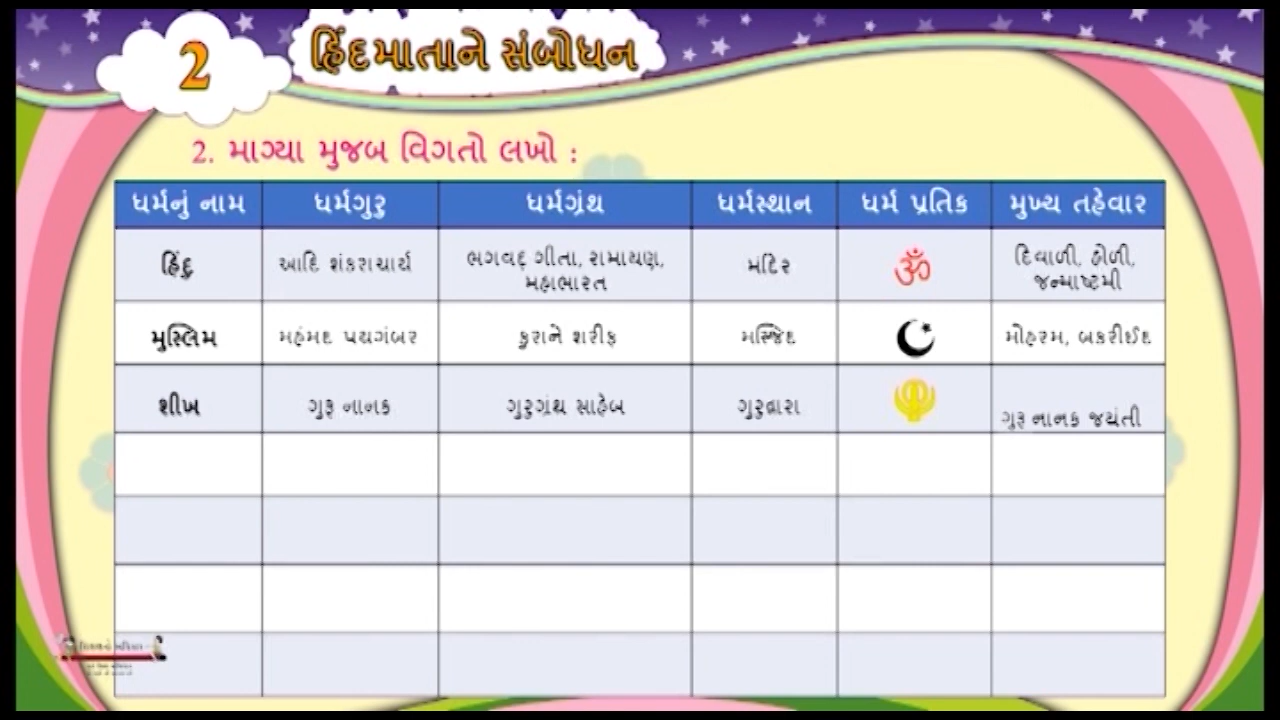 2
હિંદમાતાને સંબોધન
2. માગ્યા મુજબ વિગતો લખો :
ધર્મનું નામ ધર્મગુરુ ધર્મગ્રંથ ધર્મસ્થાન ધર્મ પ્રતિક મુખ્ય તહેવાર
હિંદુ આદિ શંકરાચાર્ય ભગવદ્ ગીતા, રામાયણ, મહાભારત મંદિર ૐ દિવાળી, હોળી, જન્માષ્ટમી
મુસ્લિમ મહંમદ પયગંબર કુરાને શરીફ મસ્જિદ મોહરમ, બકરીઈદ
શીખ ગુરૂ નાનક ગુરુગ્રંથ સાહેબ ગુરુદ્વારા ગુરૂ નાનક જયંતી